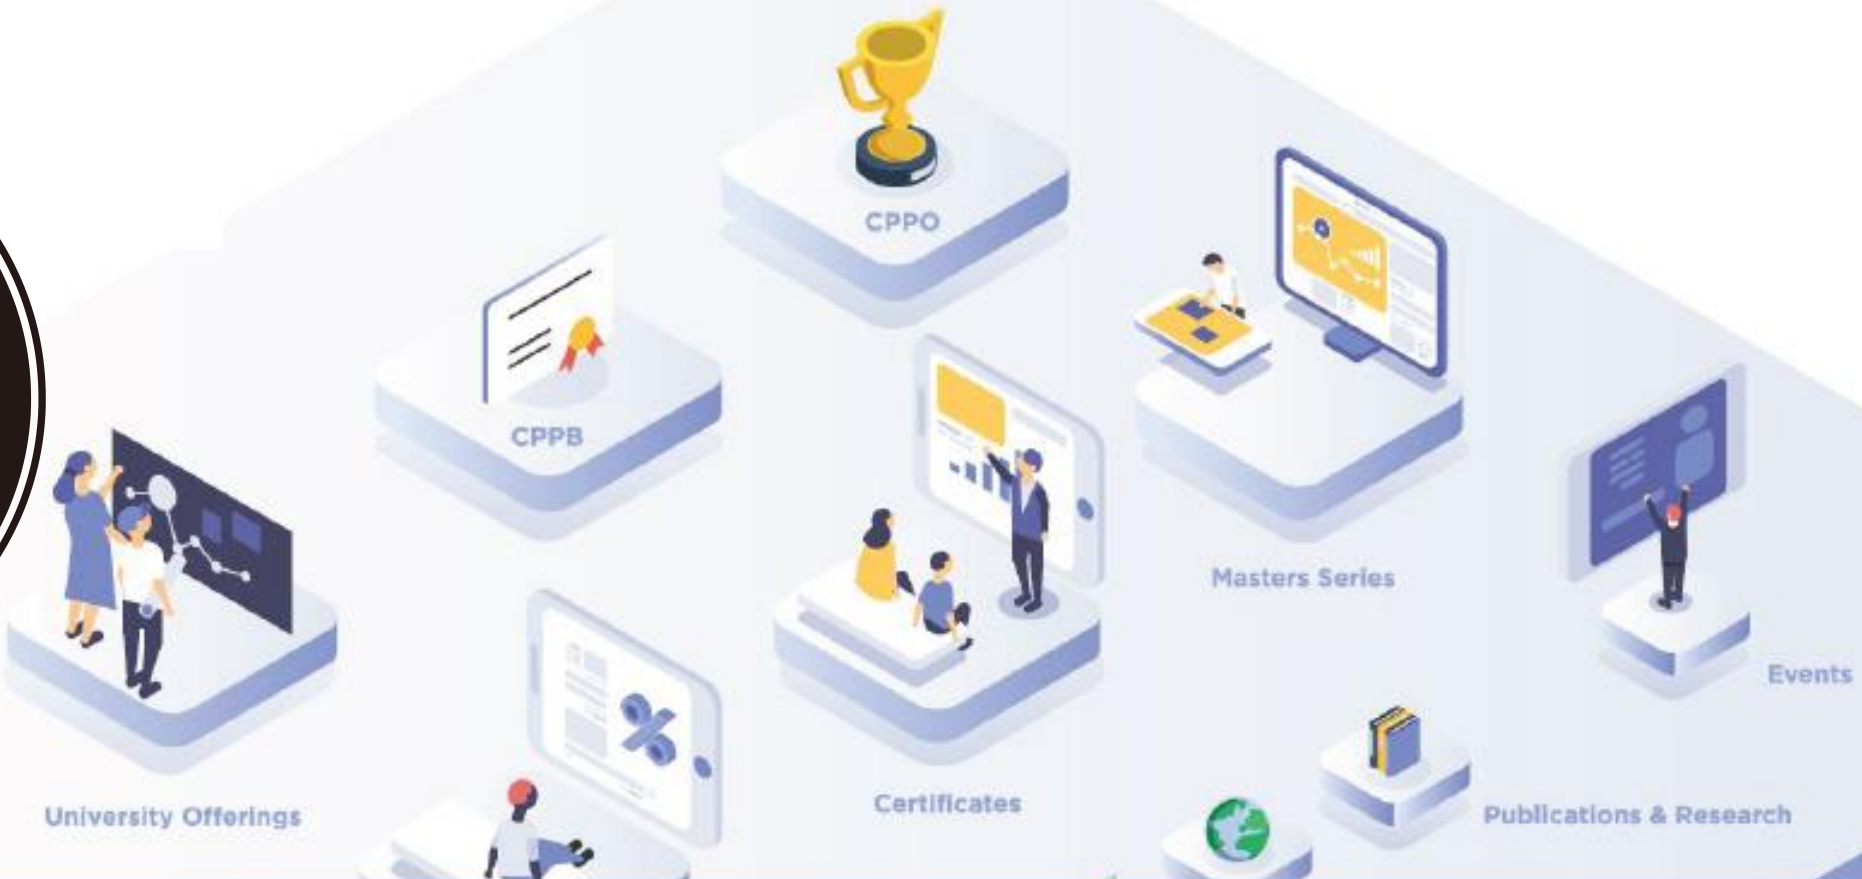 CPPO
CPPB
Masters Series
Events
Certificates
University Offerings
Publications & Research